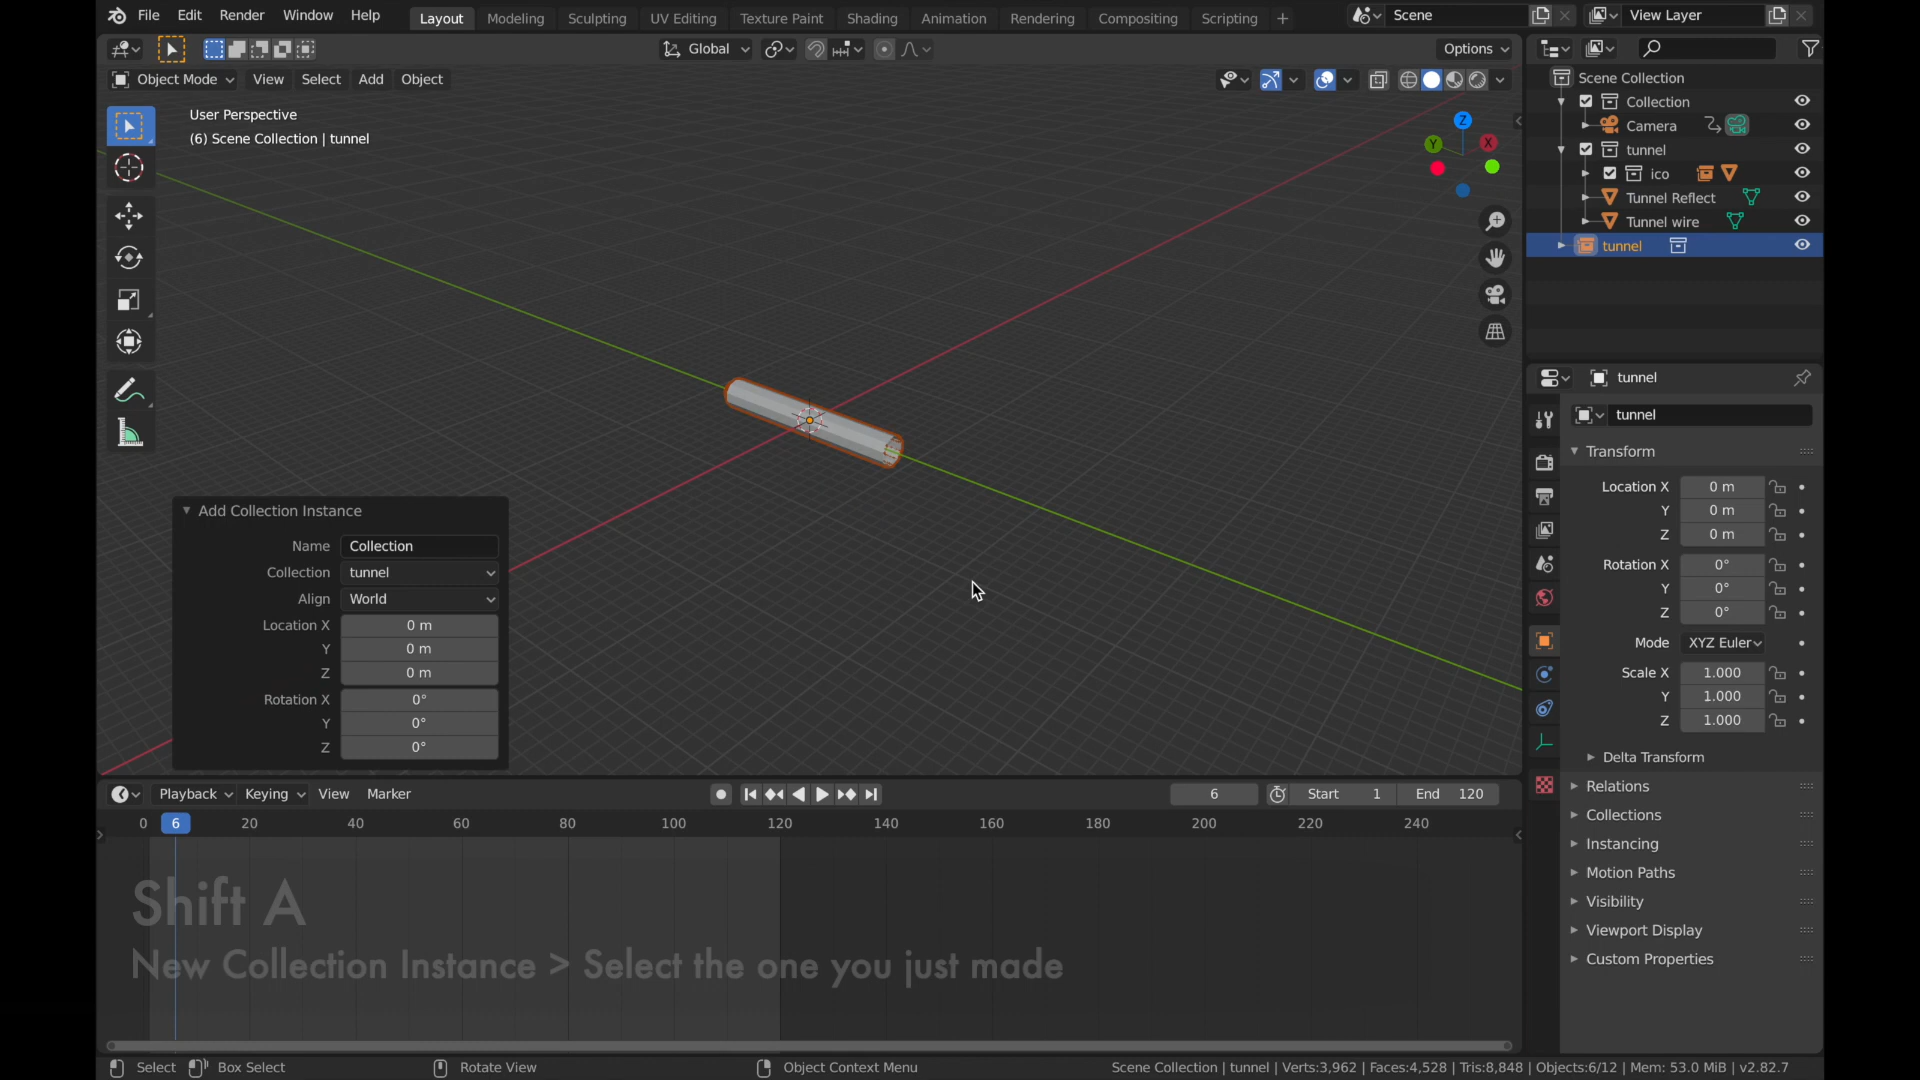 File Edit Render Window Help Layout Modeling Sculpting UV Editing Texture Paint Shading Animation Rendering Compositing Scripting + Scene View Layer
Global Options
Object Mode View Select Add Object
User Perspective
(6) Scene Collection | tunnel
Z
Y
X
Scene Collection
Collection
Camera
tunnel
ico
Tunnel Reflect
Tunnel wire
tunnel
tunnel
tunnel
Transform
Location X 0 m
Y 0 m
Z 0 m
Rotation X 0°
Y 0°
Z 0°
Mode XYZ Euler
Scale X 1.000
Y 1.000
Z 1.000
Delta Transform
Relations
Collections
Instancing
Motion Paths
Visibility
Viewport Display
Custom Properties
Add Collection Instance
Name Collection
Collection tunnel
Align World
Location X 0 m
Y 0 m
Z 0 m
Rotation X 0°
Y 0°
Z 0°
Playback Keying View Marker 6 Start 1 End 120
0 6 20 40 60 80 100 120 140 160 180 200 220 240
Shift A
New Collection Instance > Select the one you just made
Select Box Select Rotate View Object Context Menu Scene Collection | tunnel | Verts:3,962 | Faces:4,528 | Tris:8,848 | Objects:6/12 | Mem: 53.0 MiB | v2.82.7